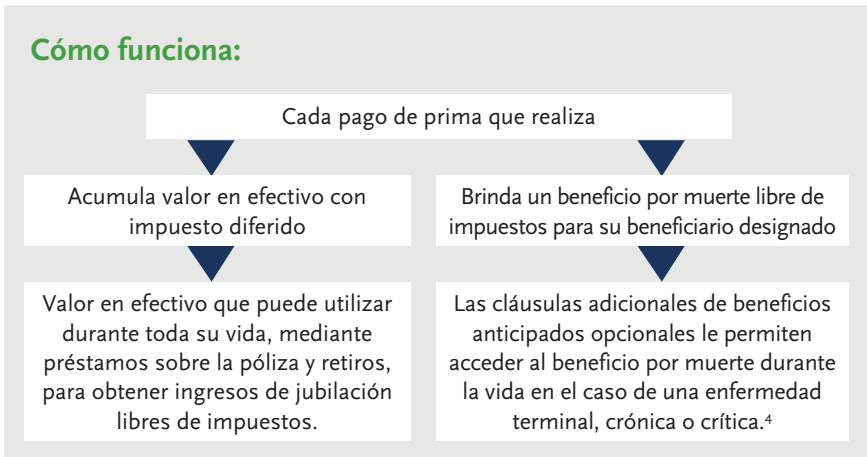 Cómo funciona:
Cada pago de prima que realiza
Acumula valor en efectivo con
impuesto diferido
Brinda un beneficio por muerte libre de
impuestos para su beneficiario designado
Valor en efectivo que puede utilizar
durante toda su vida, mediante
préstamos sobre la póliza y retiros,
para obtener ingresos de jubilación
libres de impuestos.
Las cláusulas adicionales de beneficios
anticipados opcionales le permiten
acceder al beneficio por muerte durante
la vida en el caso de una enfermedad
terminal, crónica o crítica.⁴